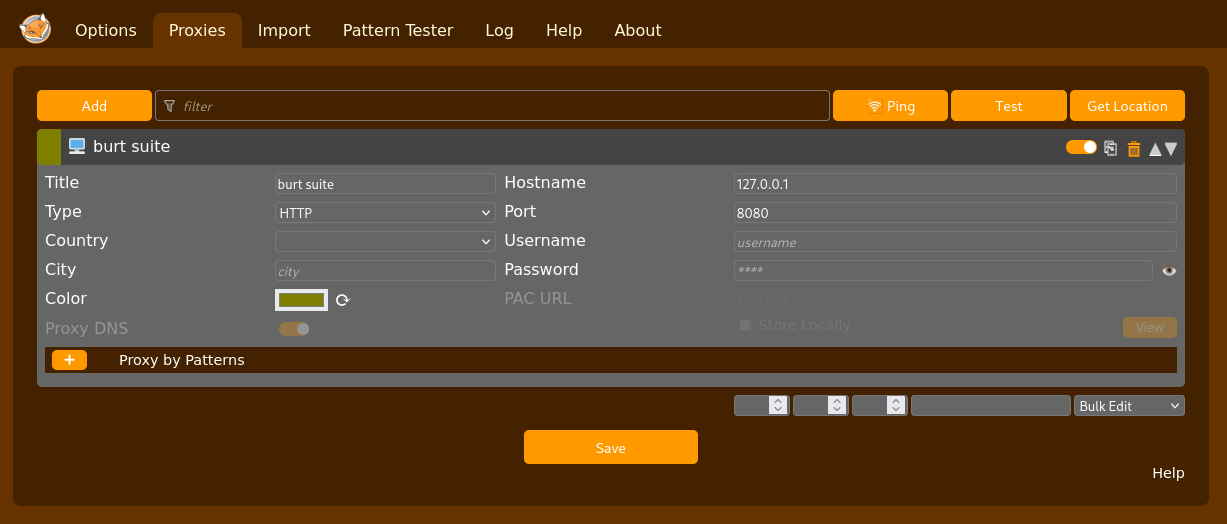 Options Proxies Import Pattern Tester Log Help About
Add filter Ping Test Get Location
burt suite
Title burt suite Hostname 127.0.0.1
Type HTTP Port 8080
Country Username username
City city Password ****
Color PAC URL PAC URL
Proxy DNS Store Locally View
+ Proxy by Patterns
Bulk Edit
Save
Help